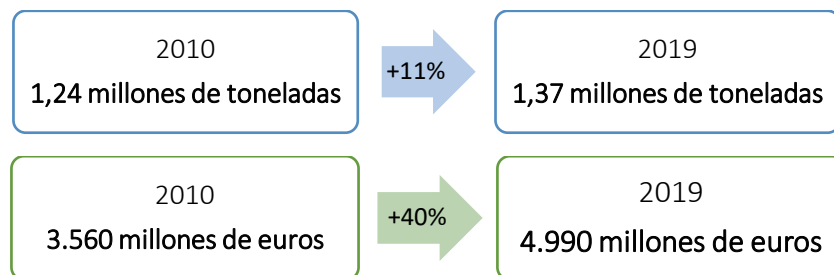 2010
1,24 millones de toneladas
+11%
2019
1,37 millones de toneladas
2010
3.560 millones de euros
+40%
2019
4.990 millones de euros